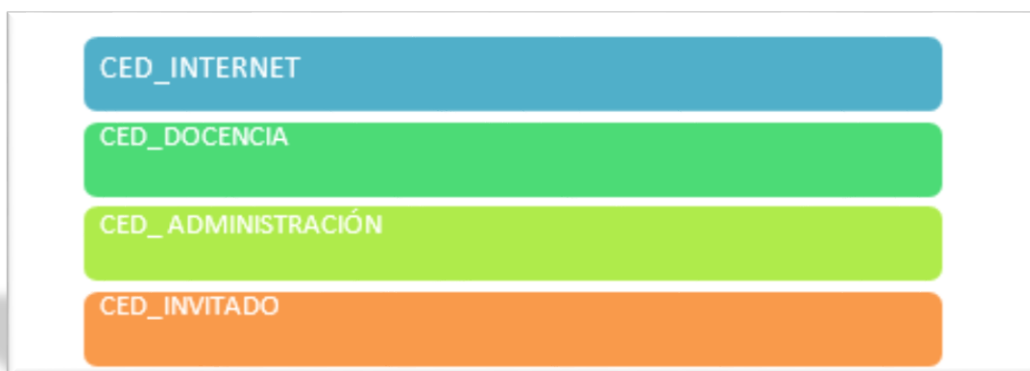 CED_INTERNET
CED_DOCENCIA
CED_ ADMINISTRACIÓN
CED_INVITADO